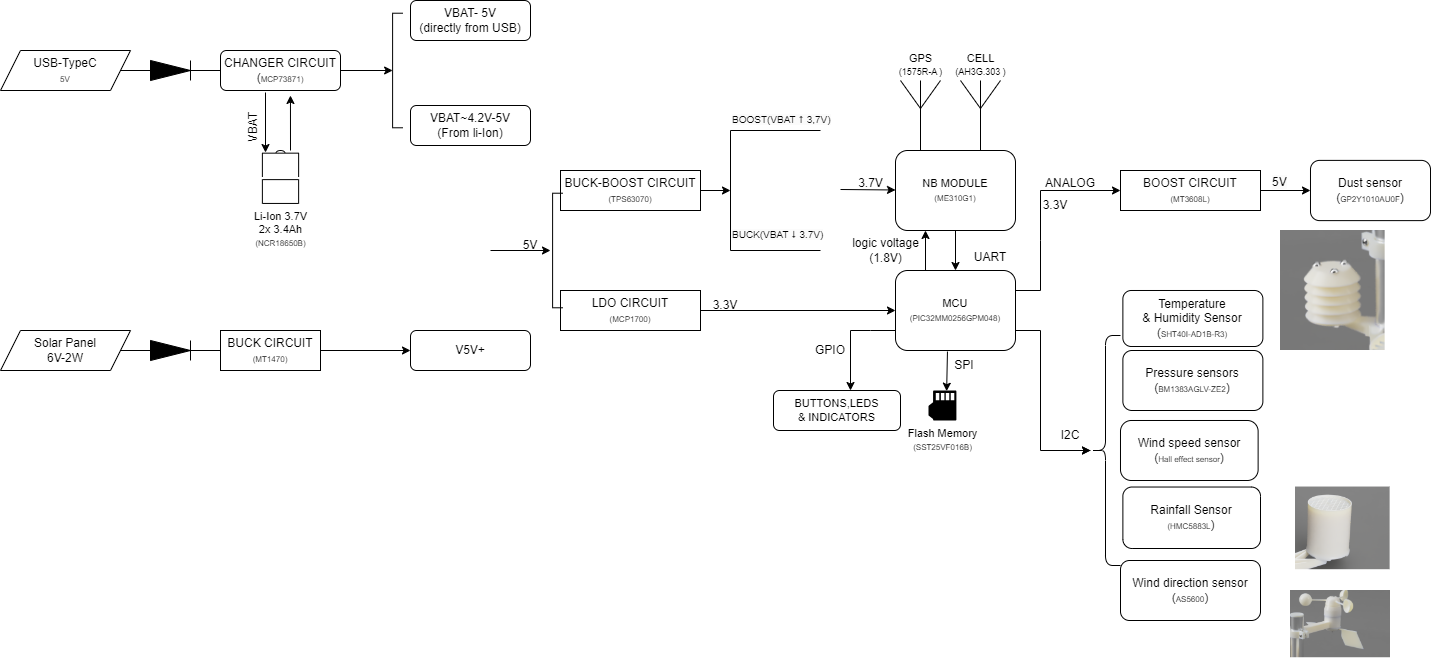 USB-TypeC
5V
CHANGER CIRCUIT
(MCP73871)
VBAT- 5V
(directly from USB)
VBAT~4.2V-5V
(From li-Ion)
VBAT
Li-Ion 3.7V
2x 3.4Ah
(NCR18650B)
Solar Panel
6V-2W
BUCK CIRCUIT
(MT1470)
V5V+
5V
BUCK-BOOST CIRCUIT
(TPS63070)
BOOST(VBAT ↑ 3,7V)
BUCK(VBAT ↓ 3.7V)
LDO CIRCUIT
(MCP1700)
3.3V
3.7V
GPS
(1575R-A )
CELL
(AH3G.303 )
NB MODULE
(ME310G1)
logic voltage
(1.8V)
UART
MCU
(PIC32MM0256GPM048)
GPIO
BUTTONS,LEDS
& INDICATORS
SPI
Flash Memory
(SST25VF016B)
ANALOG
3.3V
BOOST CIRCUIT
(MT3608L)
5V
Dust sensor
(GP2Y1010AU0F)
I2C
Temperature
& Humidity Sensor
(SHT40I-AD1B-R3)
Pressure sensors
(BM1383AGLV-ZE2)
Wind speed sensor
(Hall effect sensor)
Rainfall Sensor
(HMC5883L)
Wind direction sensor
(AS5600)